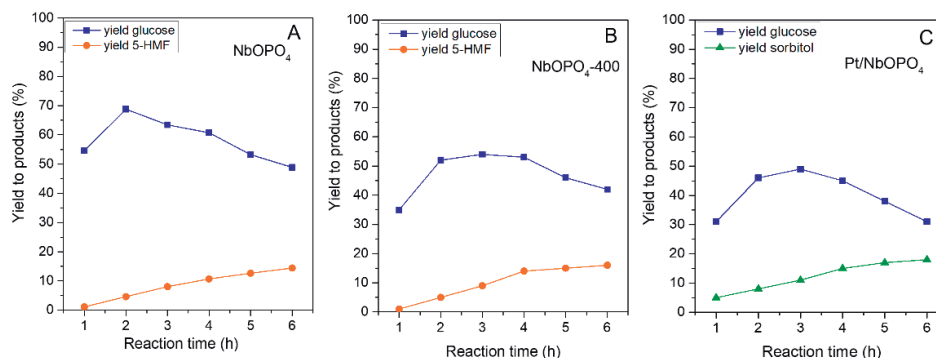 A
yield glucose
yield 5-HMF
NbOPO₄
Yield to products (%)
100
90
80
70
60
50
40
30
20
10
0
1 2 3 4 5 6
Reaction time (h)
B
yield glucose
yield 5-HMF
NbOPO₄-400
Yield to products (%)
100
90
80
70
60
50
40
30
20
10
0
1 2 3 4 5 6
Reaction time (h)
C
yield glucose
yield sorbitol
Pt/NbOPO₄
Yield to products (%)
100
90
80
70
60
50
40
30
20
10
0
1 2 3 4 5 6
Reaction time (h)